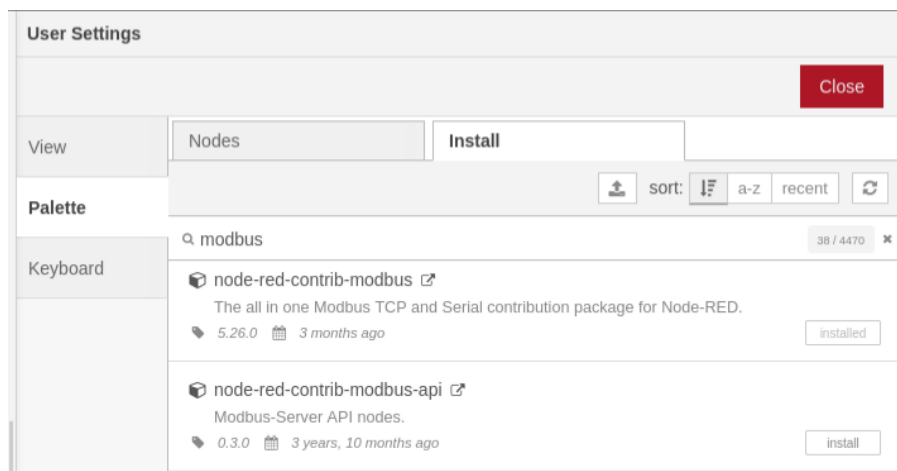 User Settings
Close
View
Nodes
Install
sort:
a-z
recent
Palette
modbus
38 / 4470
Keyboard
node-red-contrib-modbus
The all in one Modbus TCP and Serial contribution package for Node-RED.
5.26.0
3 months ago
installed
node-red-contrib-modbus-api
Modbus-Server API nodes.
0.3.0
3 years, 10 months ago
install